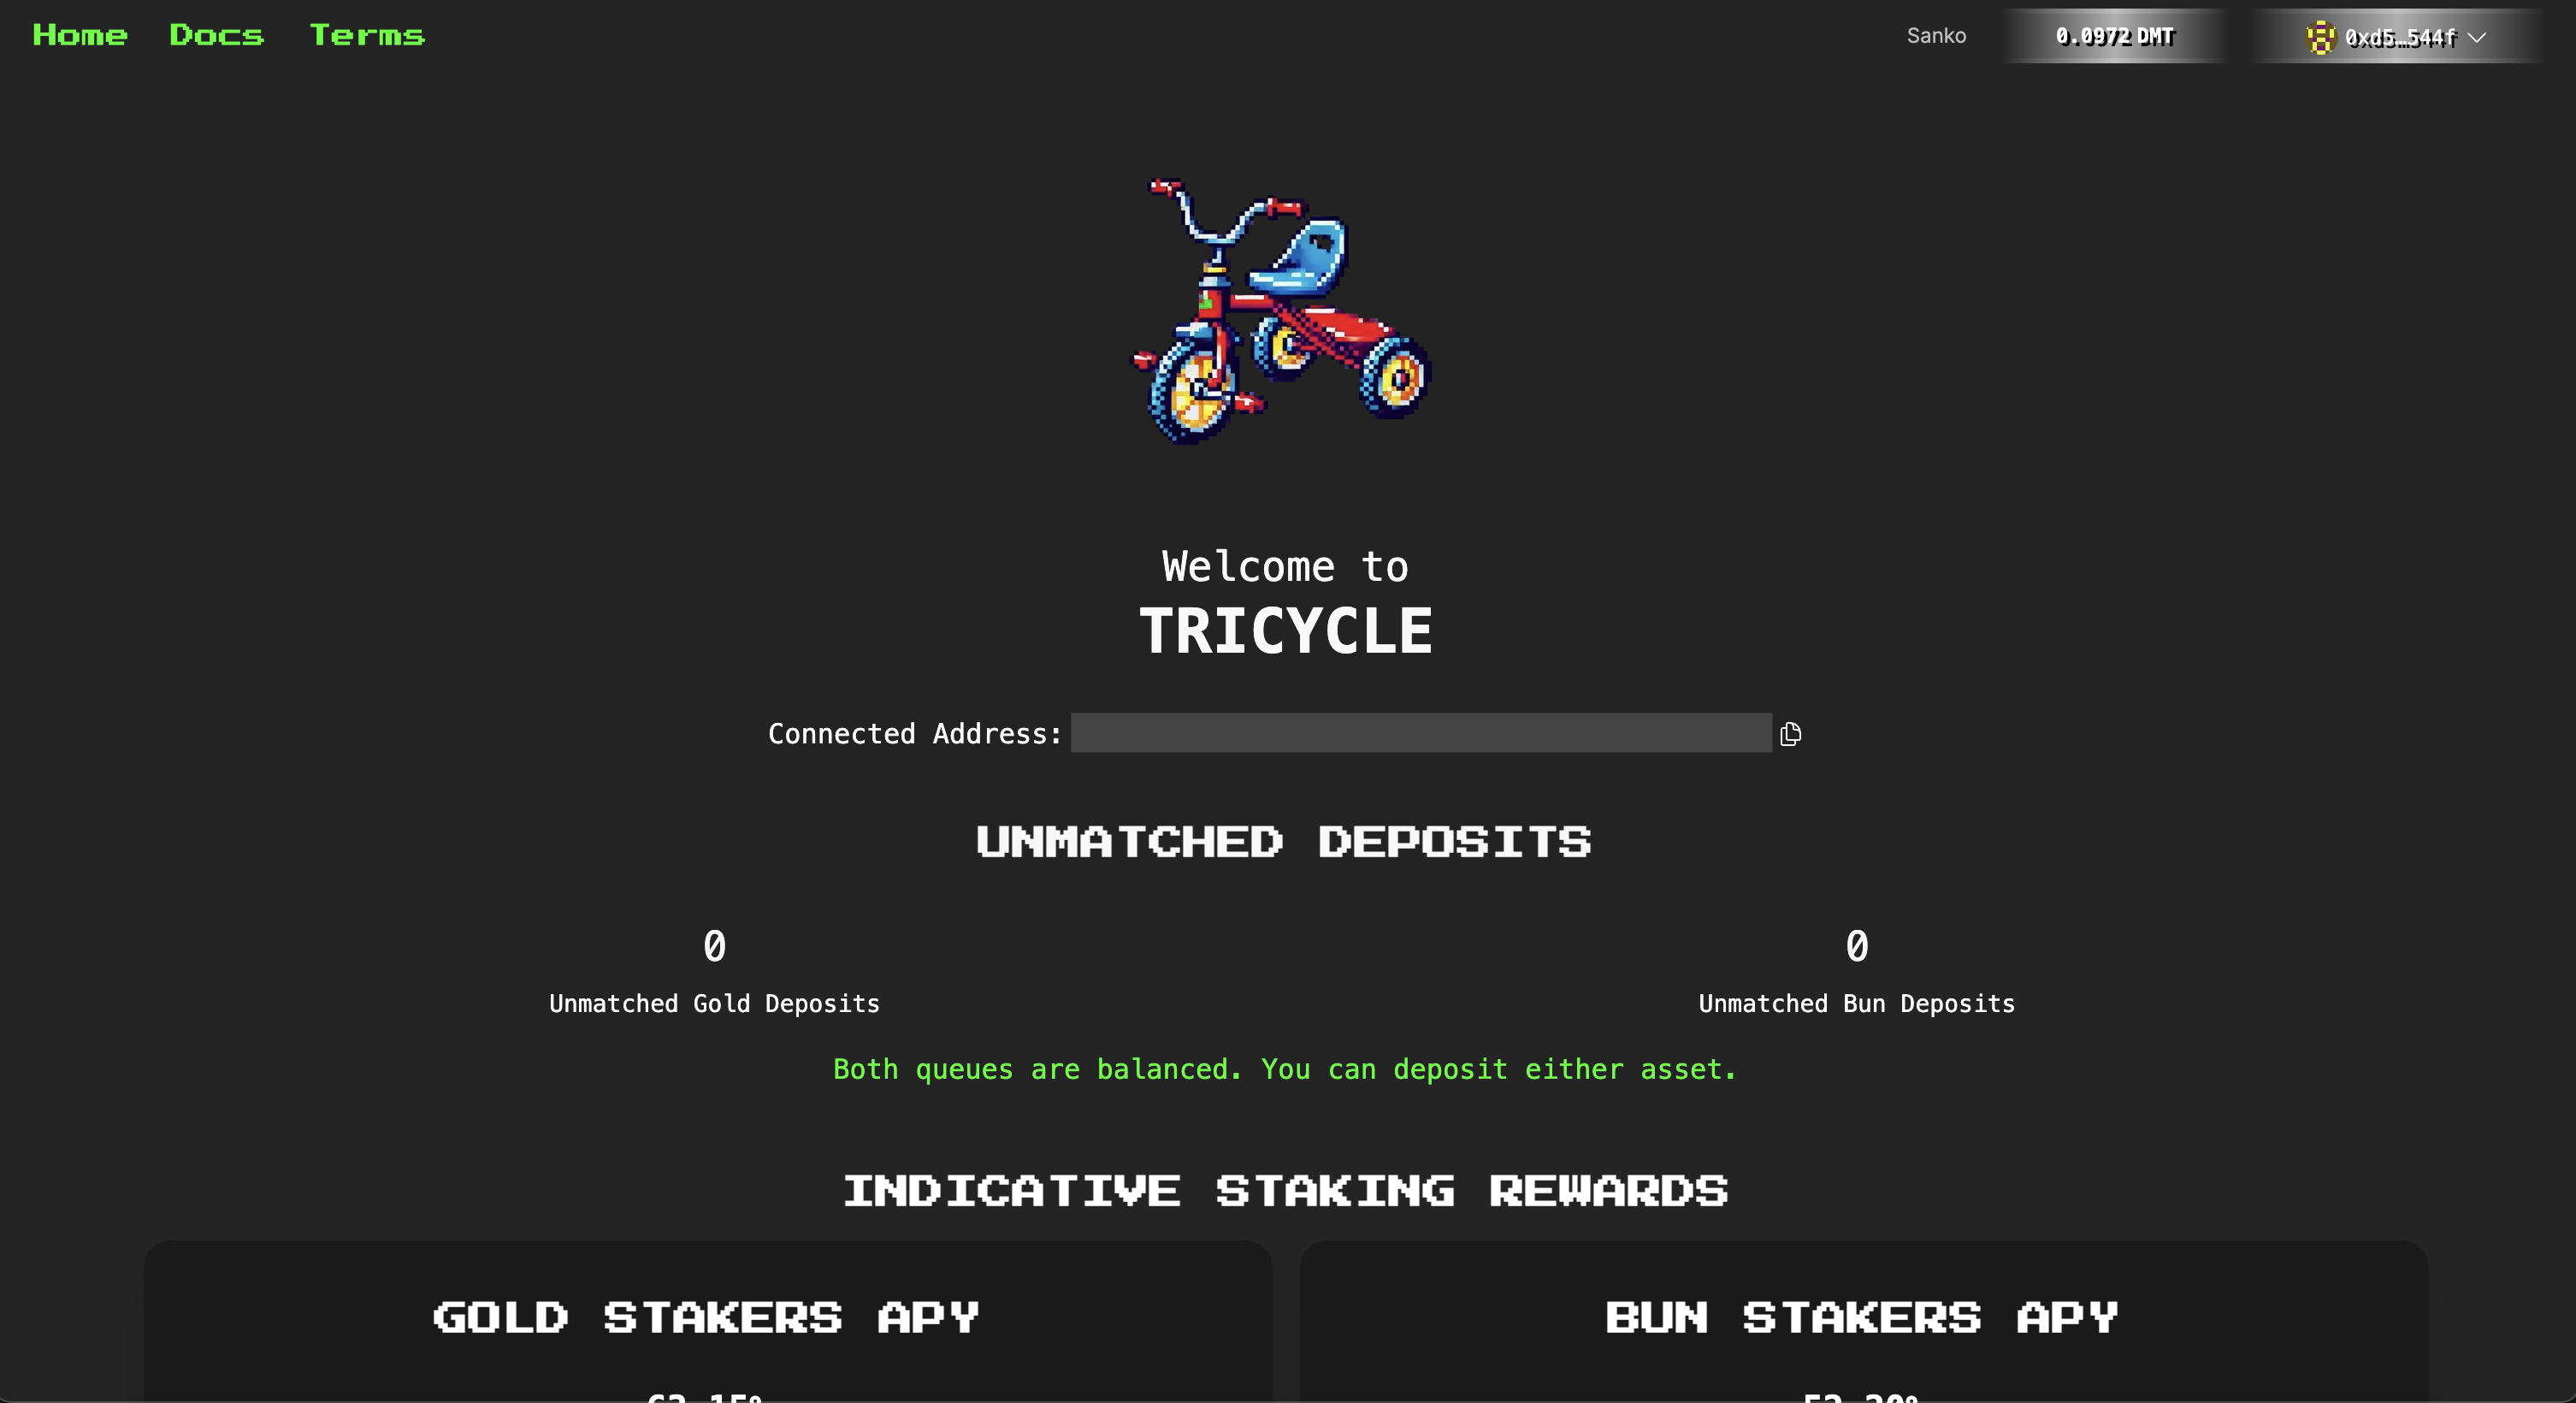 Home Docs Terms Sanko 0.0972 DMT 0xd5…544f
Welcome to
TRICYCLE
Connected Address:
UNMATCHED DEPOSITS
0 0
Unmatched Gold Deposits Unmatched Bun Deposits
Both queues are balanced. You can deposit either asset.
INDICATIVE STAKING REWARDS
GOLD STAKERS APY BUN STAKERS APY